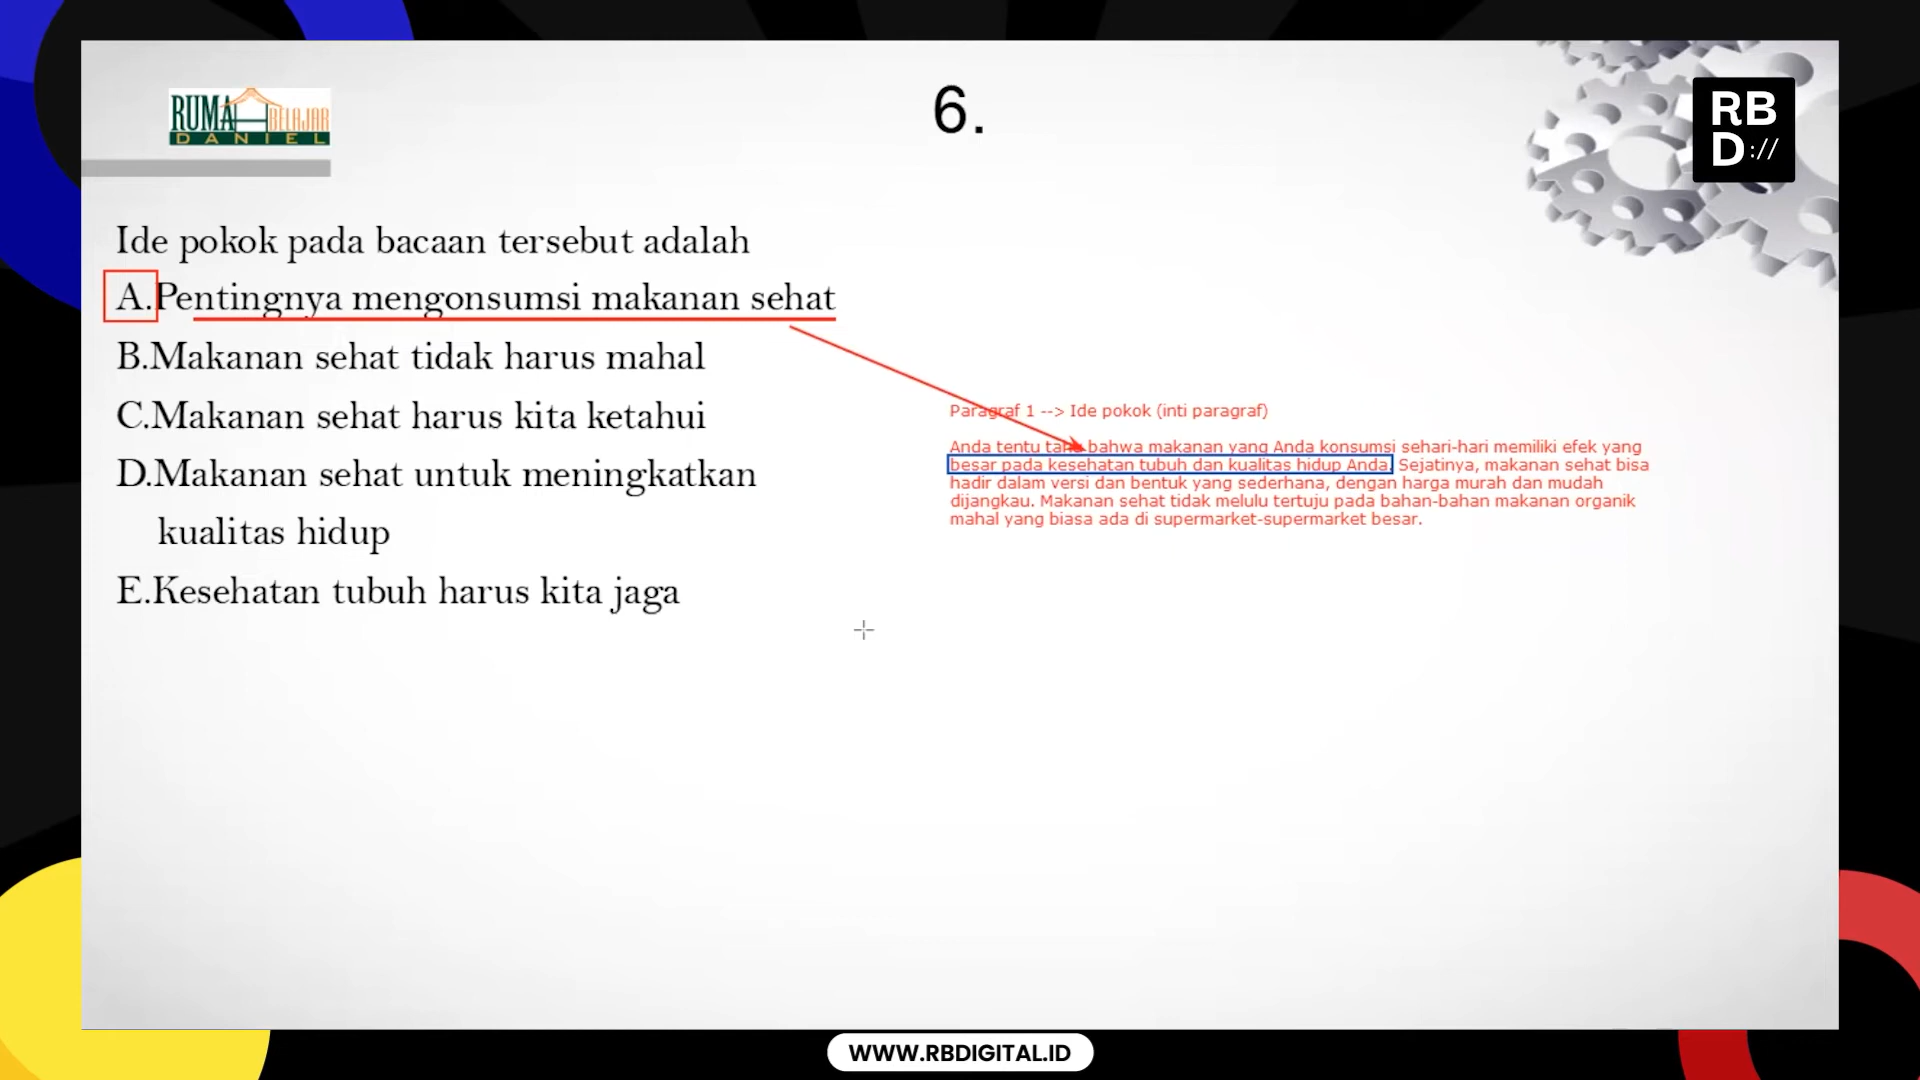 RUMAH BELAJAR
DANIEL
6.
RB
D://
Ide pokok pada bacaan tersebut adalah
A.Pentingnya mengonsumsi makanan sehat
B.Makanan sehat tidak harus mahal
C.Makanan sehat harus kita ketahui
D.Makanan sehat untuk meningkatkan
kualitas hidup
E.Kesehatan tubuh harus kita jaga
Paragraf 1 --> Ide pokok (inti paragraf)
Anda tentu tahu bahwa makanan yang Anda konsumsi sehari-hari memiliki efek yang
besar pada kesehatan tubuh dan kualitas hidup Anda. Sejatinya, makanan sehat bisa
hadir dalam versi dan bentuk yang sederhana, dengan harga murah dan mudah
dijangkau. Makanan sehat tidak melulu tertuju pada bahan-bahan makanan organik
mahal yang biasa ada di supermarket-supermarket besar.
WWW.RBDIGITAL.ID